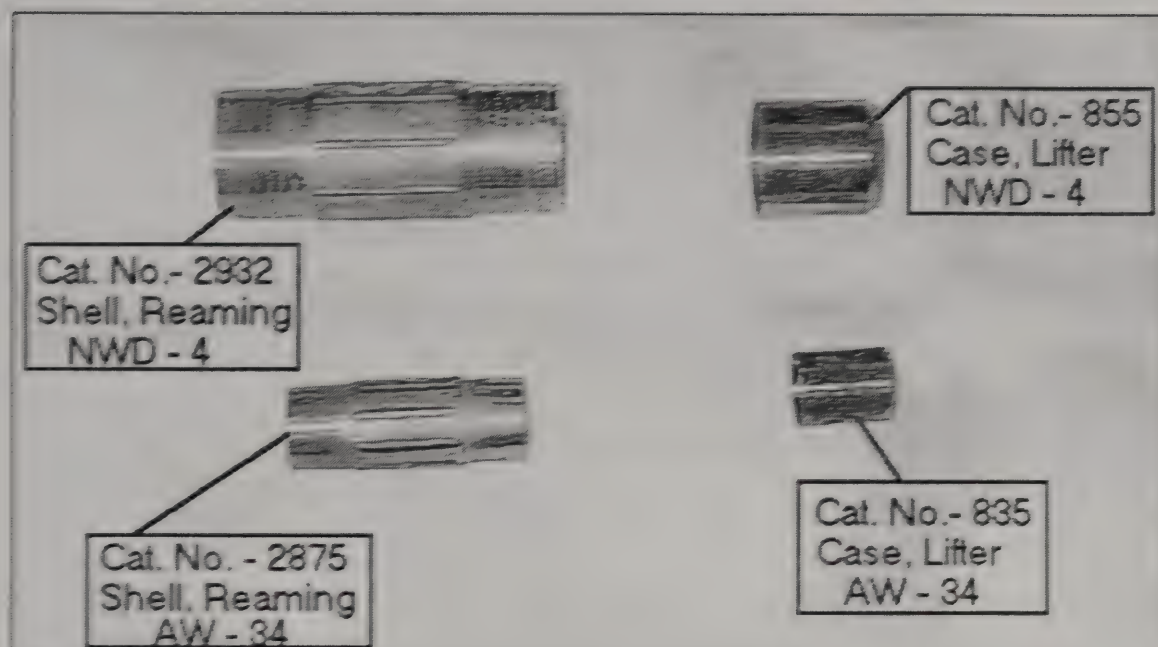 Cat. No.- 855
Case, Lifter
NWD - 4
Cat. No.- 2932
Shell, Reaming
NWD - 4
Cat. No. - 2875
Shell, Reaming
AW - 34
Cat. No.- 835
Case, Lifter
AW - 34